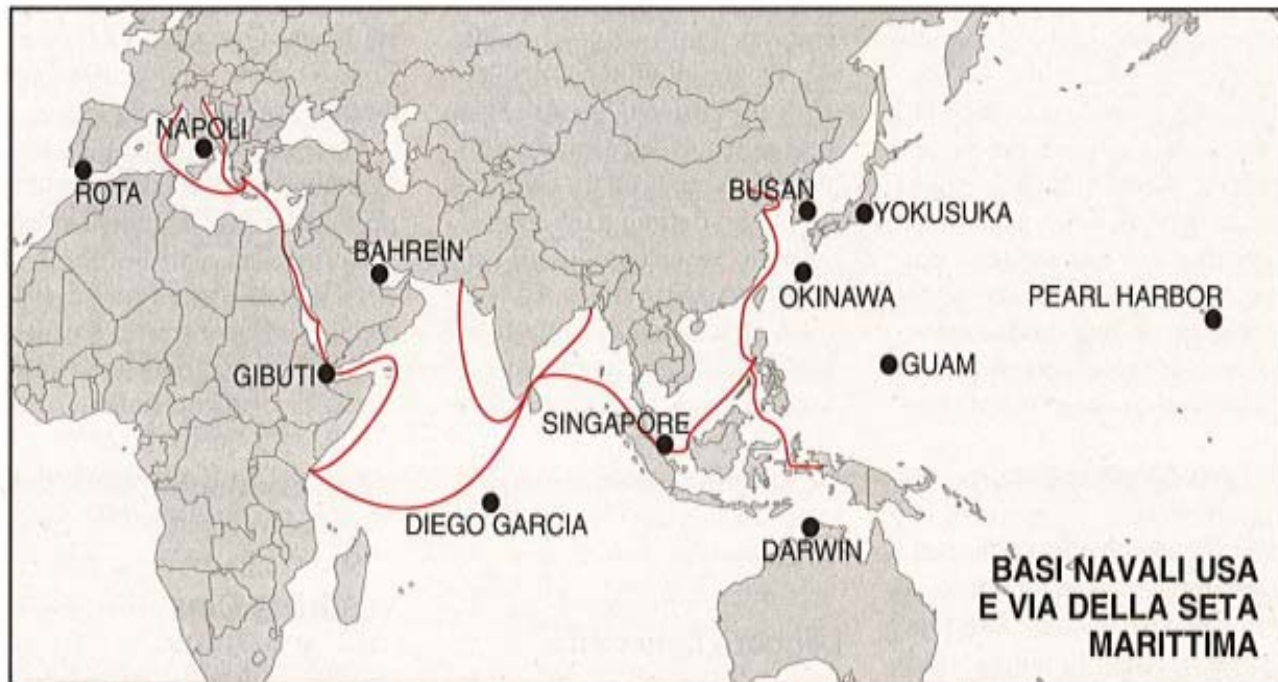 NAPOLI
ROTA
BUSAN
YOKUSUKA
BAHREIN
OKINAWA
PEARL HARBOR
GIBUTI
GUAM
SINGAPORE
DIEGO GARCIA
DARWIN
BASI NAVALI USA
E VIA DELLA SETA
MARITTIMA